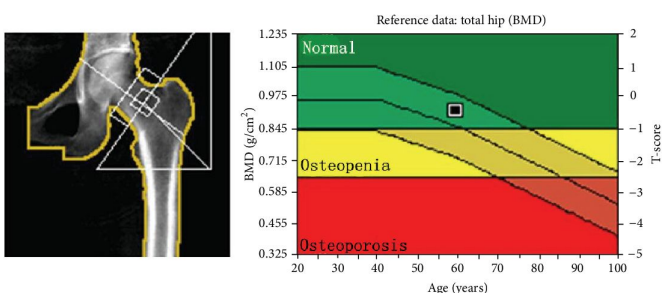 Reference data: total hip (BMD)
BMD (g/cm²)
1.235
1.105
0.975
0.845
0.715
0.585
0.455
0.325
Normal
Osteopenia
Osteoporosis
2
1
0
−1
−2
−3
−4
−5
T-score
20 30 40 50 60 70 80 90 100
Age (years)